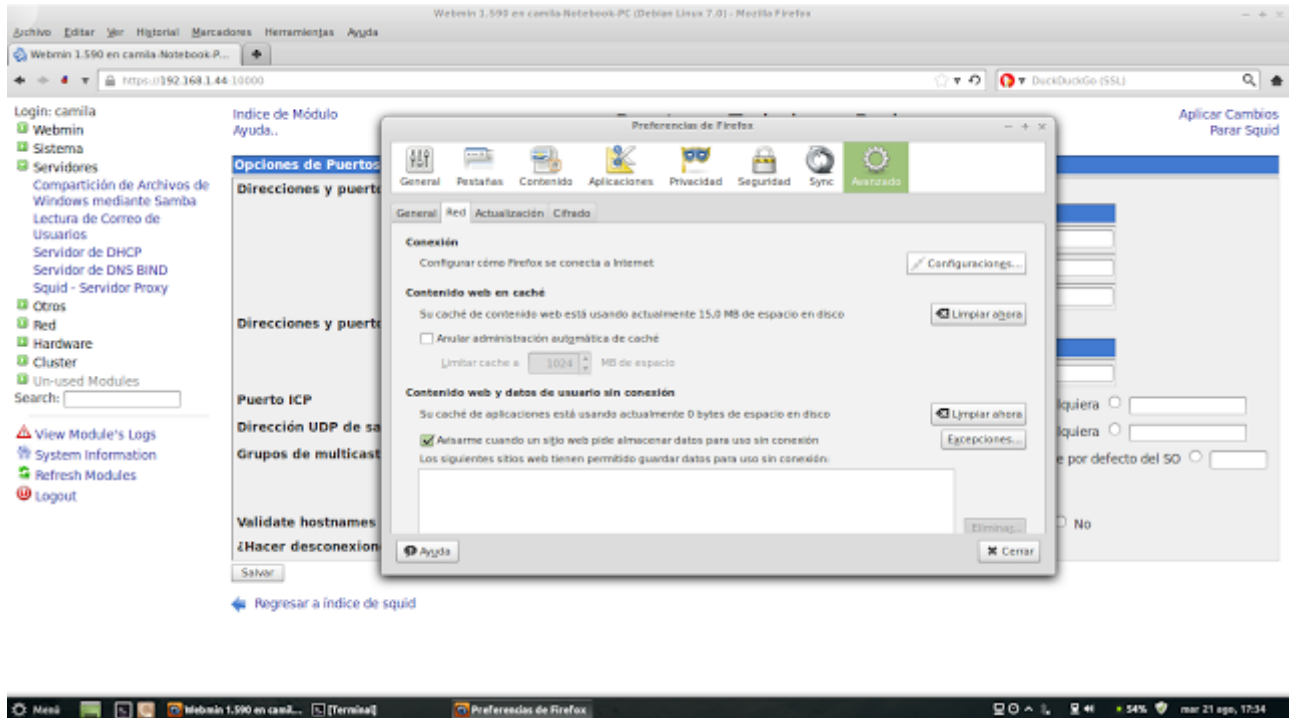 Webmin 1.590 en camila-Notebook-PC (Debian Linux 7.0) - Mozilla Firefox
Archivo Editar Ver Historial Marcadores Herramientas Ayuda
Webmin 1.590 en camila-Notebook-P...
https://192.168.1.44:10000
DuckDuckGo (SSL)
Login: camila
Webmin
Sistema
Servidores
Compartición de Archivos de
Windows mediante Samba
Lectura de Correo de
Usuarios
Servidor de DHCP
Servidor de DNS BIND
Squid - Servidor Proxy
Otros
Red
Hardware
Cluster
Un-used Modules
Search:
View Module's Logs
System Information
Refresh Modules
Logout
Indice de Módulo
Ayuda..
Aplicar Cambios
Parar Squid
Opciones de Puertos
Direcciones y puerto
Direcciones y puerto
Puerto ICP
lquiera
Dirección UDP de sa
lquiera
Grupos de multicast
e por defecto del SO
Validate hostnames
No
¿Hacer desconexion
Salvar
Regresar a índice de squid
Preferencias de Firefox
General Pestañas Contenido Aplicaciones Privacidad Seguridad Sync Avanzado
General Red Actualización Cifrado
Conexión
Configurar cómo Firefox se conecta a Internet
Configuraciones...
Contenido web en caché
Su caché de contenido web está usando actualmente 15,0 MB de espacio en disco
Limpiar ahora
Anular administración automática de caché
Limitar cache a 1024 MB de espacio
Contenido web y datos de usuario sin conexión
Su caché de aplicaciones está usando actualmente 0 bytes de espacio en disco
Limpiar ahora
Avisarme cuando un sitio web pide almacenar datos para uso sin conexión
Excepciones...
Los siguientes sitios web tienen permitido guardar datos para uso sin conexión:
Eliminar...
Ayuda
Cerrar
Menú
Webmin 1.590 en camil...
[Terminal]
Preferencias de Firefox
54%
mar 21 ago, 17:34